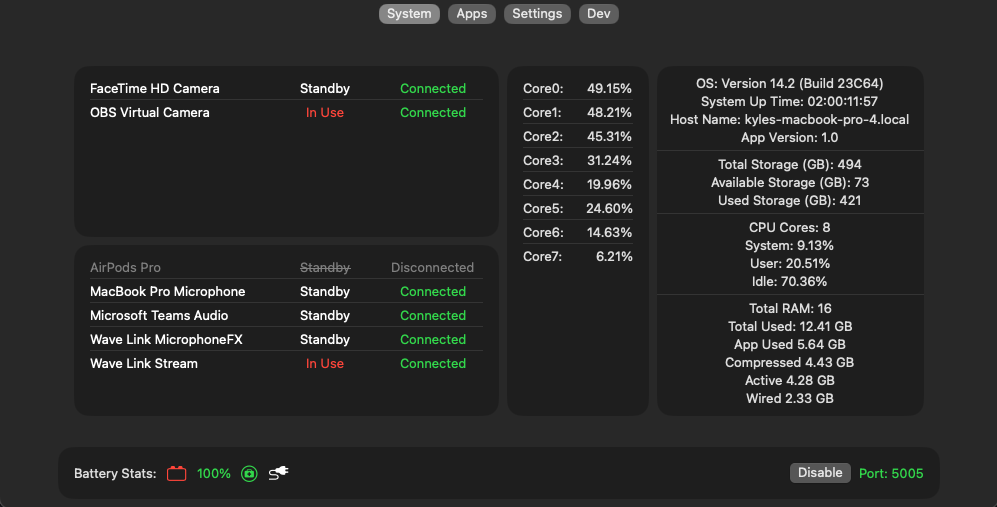 System Apps Settings Dev
FaceTime HD Camera Standby Connected
OBS Virtual Camera In Use Connected
AirPods Pro Standby Disconnected
MacBook Pro Microphone Standby Connected
Microsoft Teams Audio Standby Connected
Wave Link MicrophoneFX Standby Connected
Wave Link Stream In Use Connected
Core0: 49.15%
Core1: 48.21%
Core2: 45.31%
Core3: 31.24%
Core4: 19.96%
Core5: 24.60%
Core6: 14.63%
Core7: 6.21%
OS: Version 14.2 (Build 23C64)
System Up Time: 02:00:11:57
Host Name: kyles-macbook-pro-4.local
App Version: 1.0
Total Storage (GB): 494
Available Storage (GB): 73
Used Storage (GB): 421
CPU Cores: 8
System: 9.13%
User: 20.51%
Idle: 70.36%
Total RAM: 16
Total Used: 12.41 GB
App Used 5.64 GB
Compressed 4.43 GB
Active 4.28 GB
Wired 2.33 GB
Battery Stats: 100% Disable Port: 5005